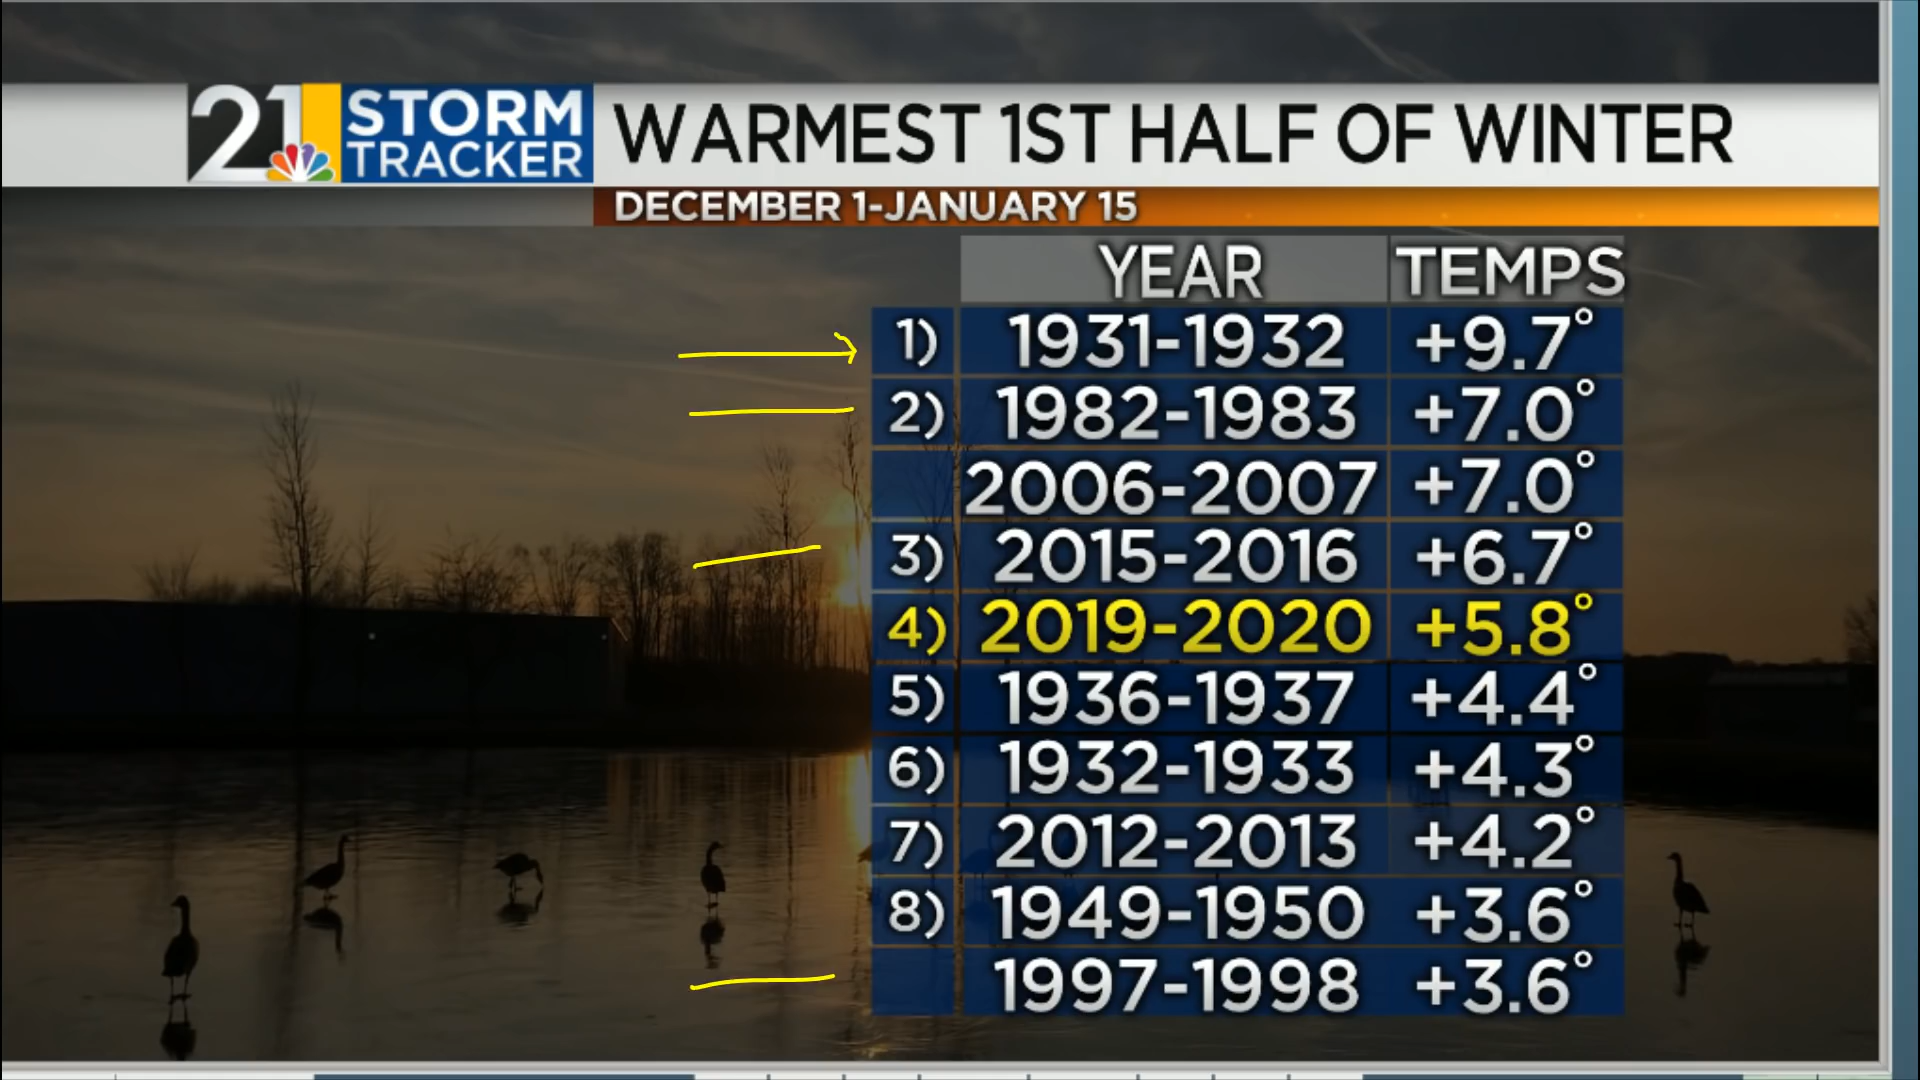 21 STORM TRACKER WARMEST 1ST HALF OF WINTER
DECEMBER 1-JANUARY 15
YEAR TEMPS
1) 1931-1932 +9.7°
2) 1982-1983 +7.0°
2006-2007 +7.0°
3) 2015-2016 +6.7°
4) 2019-2020 +5.8°
5) 1936-1937 +4.4°
6) 1932-1933 +4.3°
7) 2012-2013 +4.2°
8) 1949-1950 +3.6°
1997-1998 +3.6°